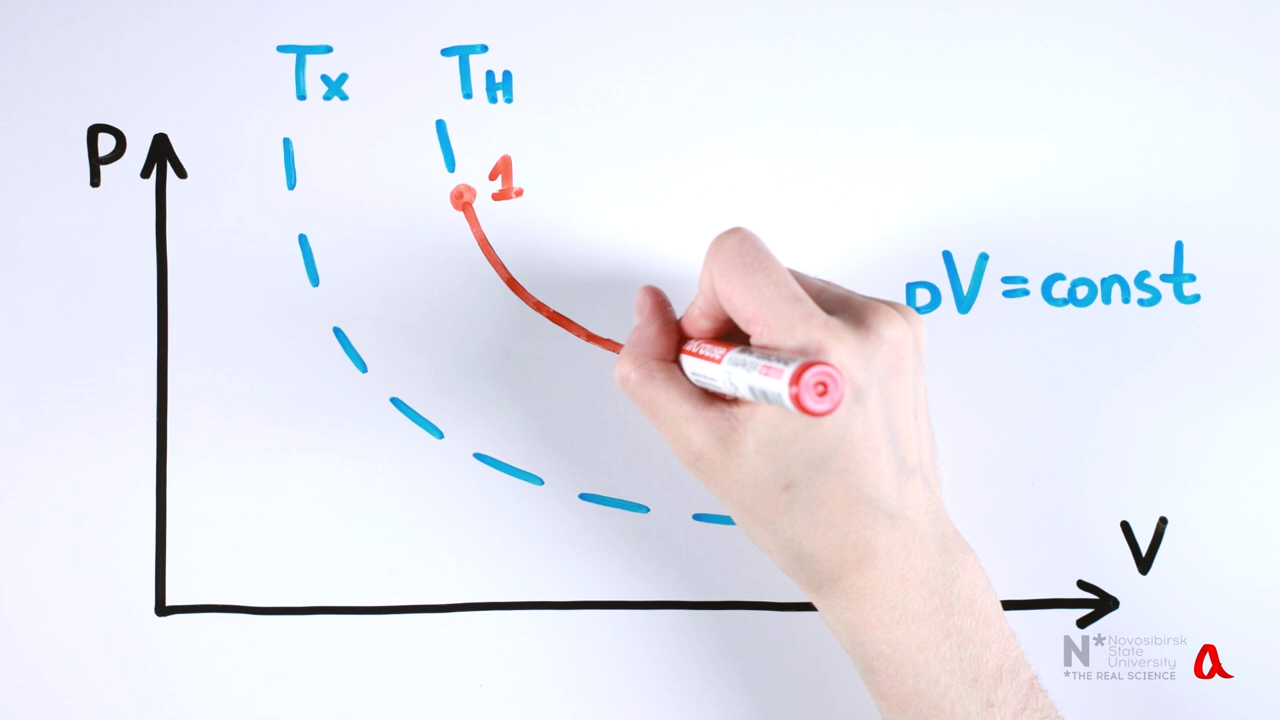 Tx
TH
P
1
pV = const
V
Novosibirsk
State
University
N*
*THE REAL SCIENCE
a